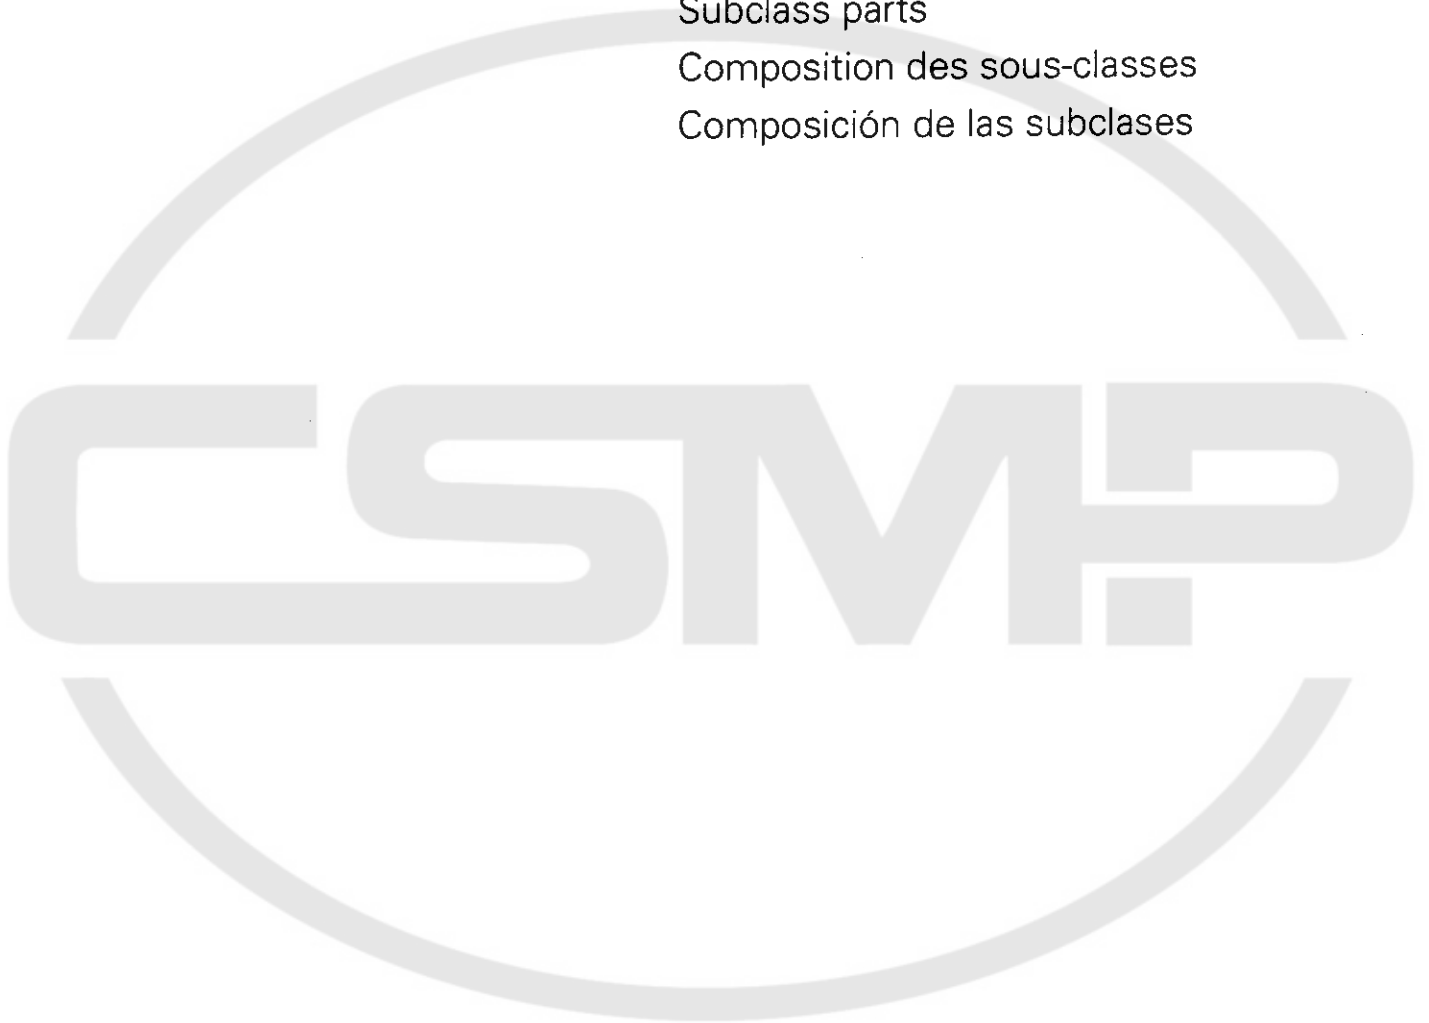 Subclass parts
Composition des sous-classes
Composición de las subclases
CSMP